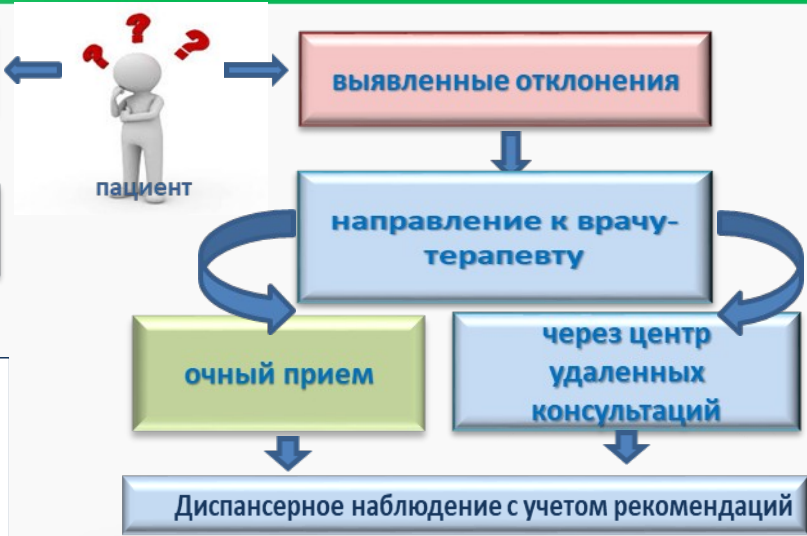 выявленные отклонения
пациент
направление к врачу-
терапевту
очный прием
через центр
удаленных
консультаций
Диспансерное наблюдение с учетом рекомендаций